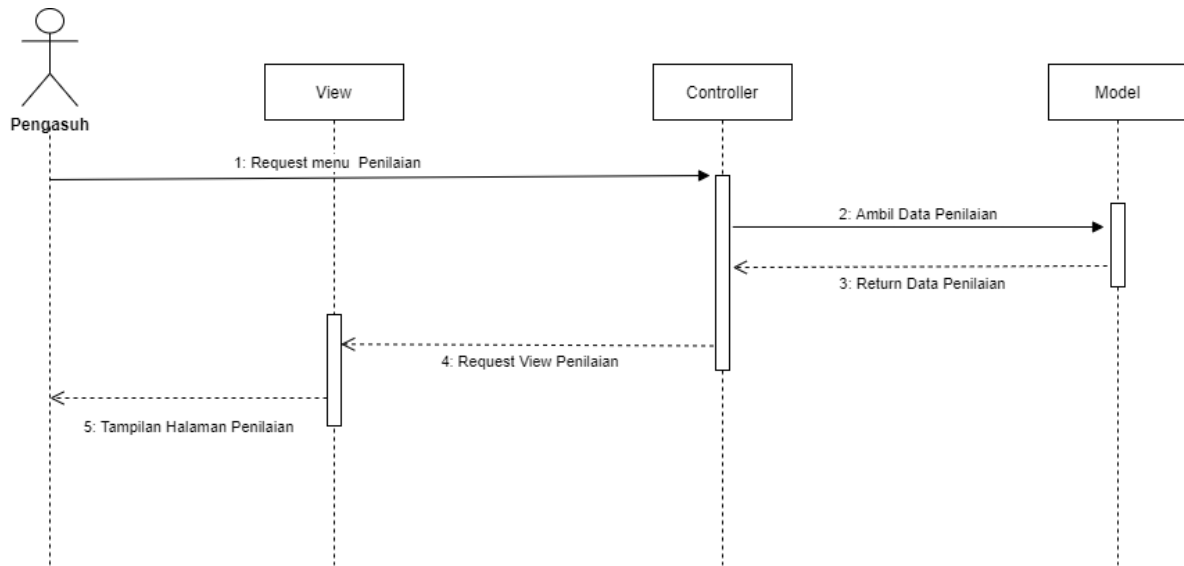 View
Controller
Model
Pengasuh
1: Request menu Penilaian
2: Ambil Data Penilaian
3: Return Data Penilaian
4: Request View Penilaian
5: Tampilan Halaman Penilaian